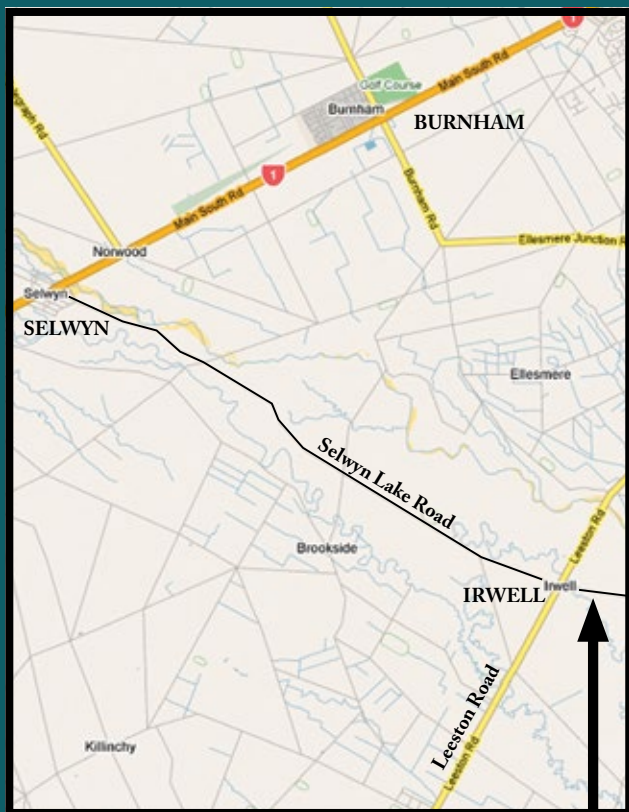 1
Main South Rd
Golf Course
Burnham
BURNHAM
Burnham Rd
1
Main South Rd
Ellesmere Junction R
Norwood
Selwyn
SELWYN
Ellesmere
Selwyn Lake Road
Leeston Rd
Brookside
Irwell
IRWELL
Leeston Road
Leeston Rd
Killinchy